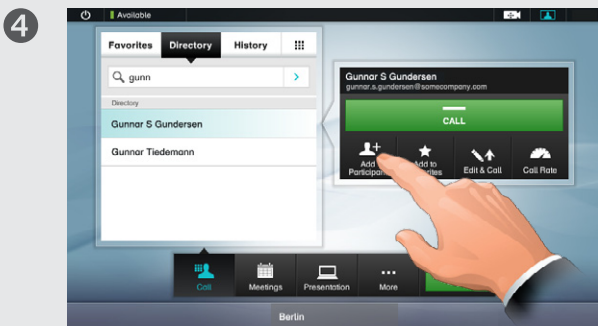 4
Available
Favorites Directory History
gunn
Directory
Gunnar S Gundersen
Gunnar Tiedemann
Gunnar S Gundersen
gunnar.s.gundersen@somecompany.com
CALL
Add
Participant
Add to
Edit & Call
Call Rate
Call
Meetings
Presentation
More
Berlin